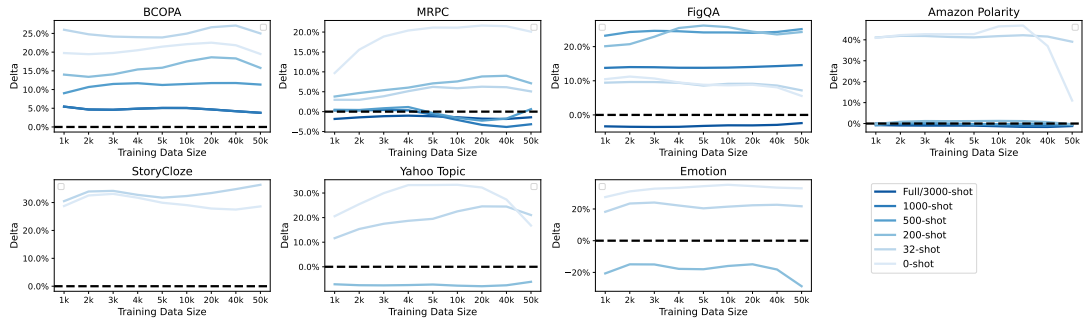 BCOPA
Delta
25.0%
20.0%
15.0%
10.0%
5.0%
0.0%
1k 2k 3k 4k 5k 10k 20k 40k 50k
Training Data Size
MRPC
Delta
20.0%
15.0%
10.0%
5.0%
0.0%
−5.0%
1k 2k 3k 4k 5k 10k 20k 40k 50k
Training Data Size
FigQA
Delta
20.0%
10.0%
0.0%
1k 2k 3k 4k 5k 10k 20k 40k 50k
Training Data Size
Amazon Polarity
Delta
40%
30%
20%
10%
0%
1k 2k 3k 4k 5k 10k 20k 40k 50k
Training Data Size
StoryCloze
Delta
30.0%
20.0%
10.0%
0.0%
1k 2k 3k 4k 5k 10k 20k 40k 50k
Training Data Size
Yahoo Topic
Delta
30.0%
20.0%
10.0%
0.0%
1k 2k 3k 4k 5k 10k 20k 40k 50k
Training Data Size
Emotion
Delta
20%
0%
−20%
1k 2k 3k 4k 5k 10k 20k 40k 50k
Training Data Size
Full/3000-shot
1000-shot
500-shot
200-shot
32-shot
0-shot